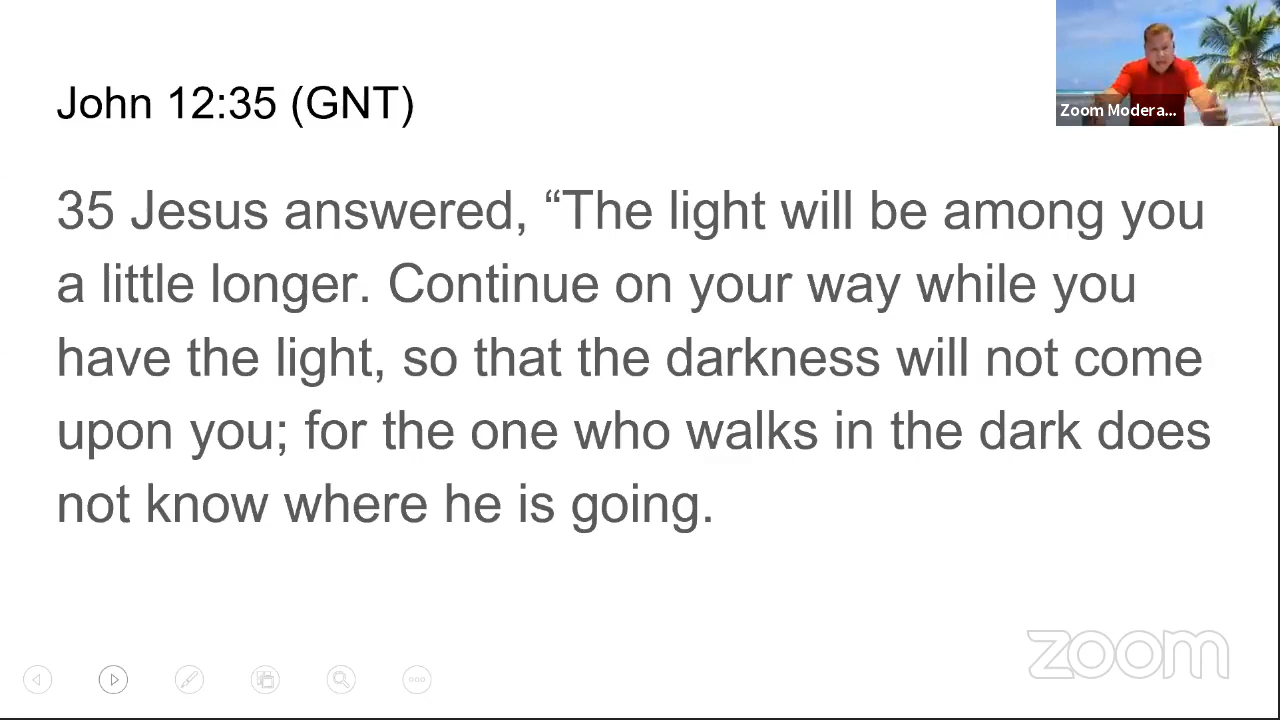 John 12:35 (GNT)
Zoom Modera...
35 Jesus answered, “The light will be among you
a little longer. Continue on your way while you
have the light, so that the darkness will not come
upon you; for the one who walks in the dark does
not know where he is going.
zoom